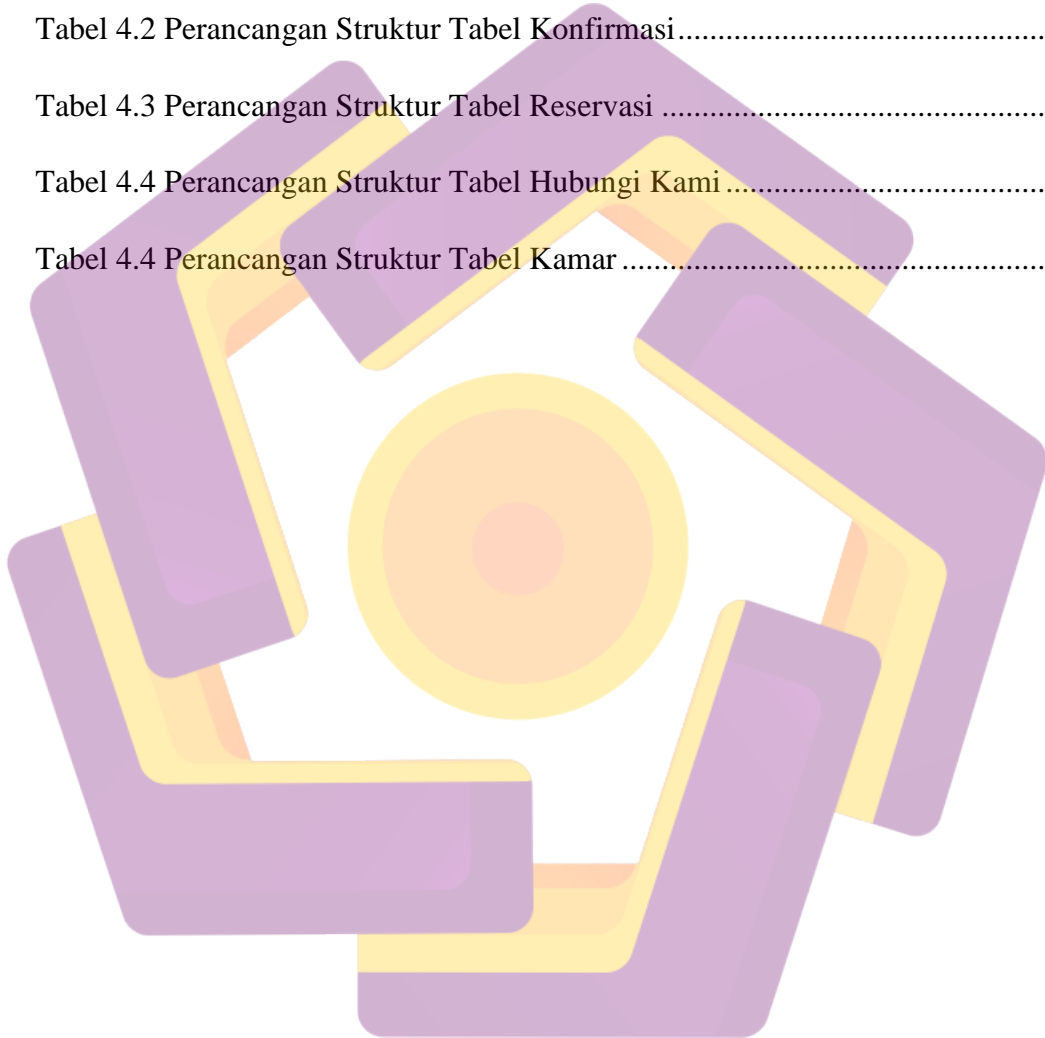 Tabel 4.2 Perancangan Struktur Tabel Konfirmasi..............................................
Tabel 4.3 Perancangan Struktur Tabel Reservasi ................................................
Tabel 4.4 Perancangan Struktur Tabel Hubungi Kami ........................................
Tabel 4.4 Perancangan Struktur Tabel Kamar .....................................................